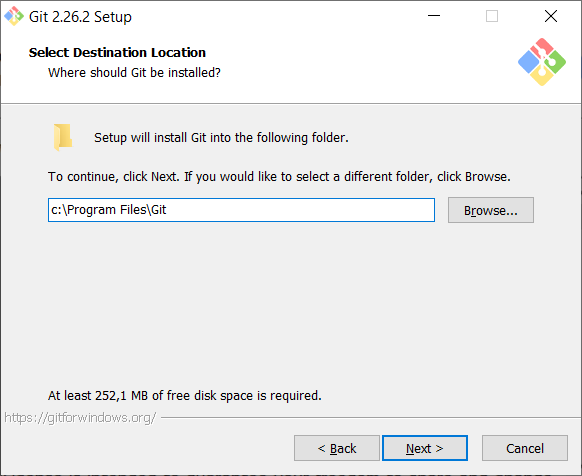 Git 2.26.2 Setup
Select Destination Location
Where should Git be installed?
Setup will install Git into the following folder.
To continue, click Next. If you would like to select a different folder, click Browse.
c:\Program Files\Git
Browse...
At least 252,1 MB of free disk space is required.
https://gitforwindows.org/
< Back
Next >
Cancel